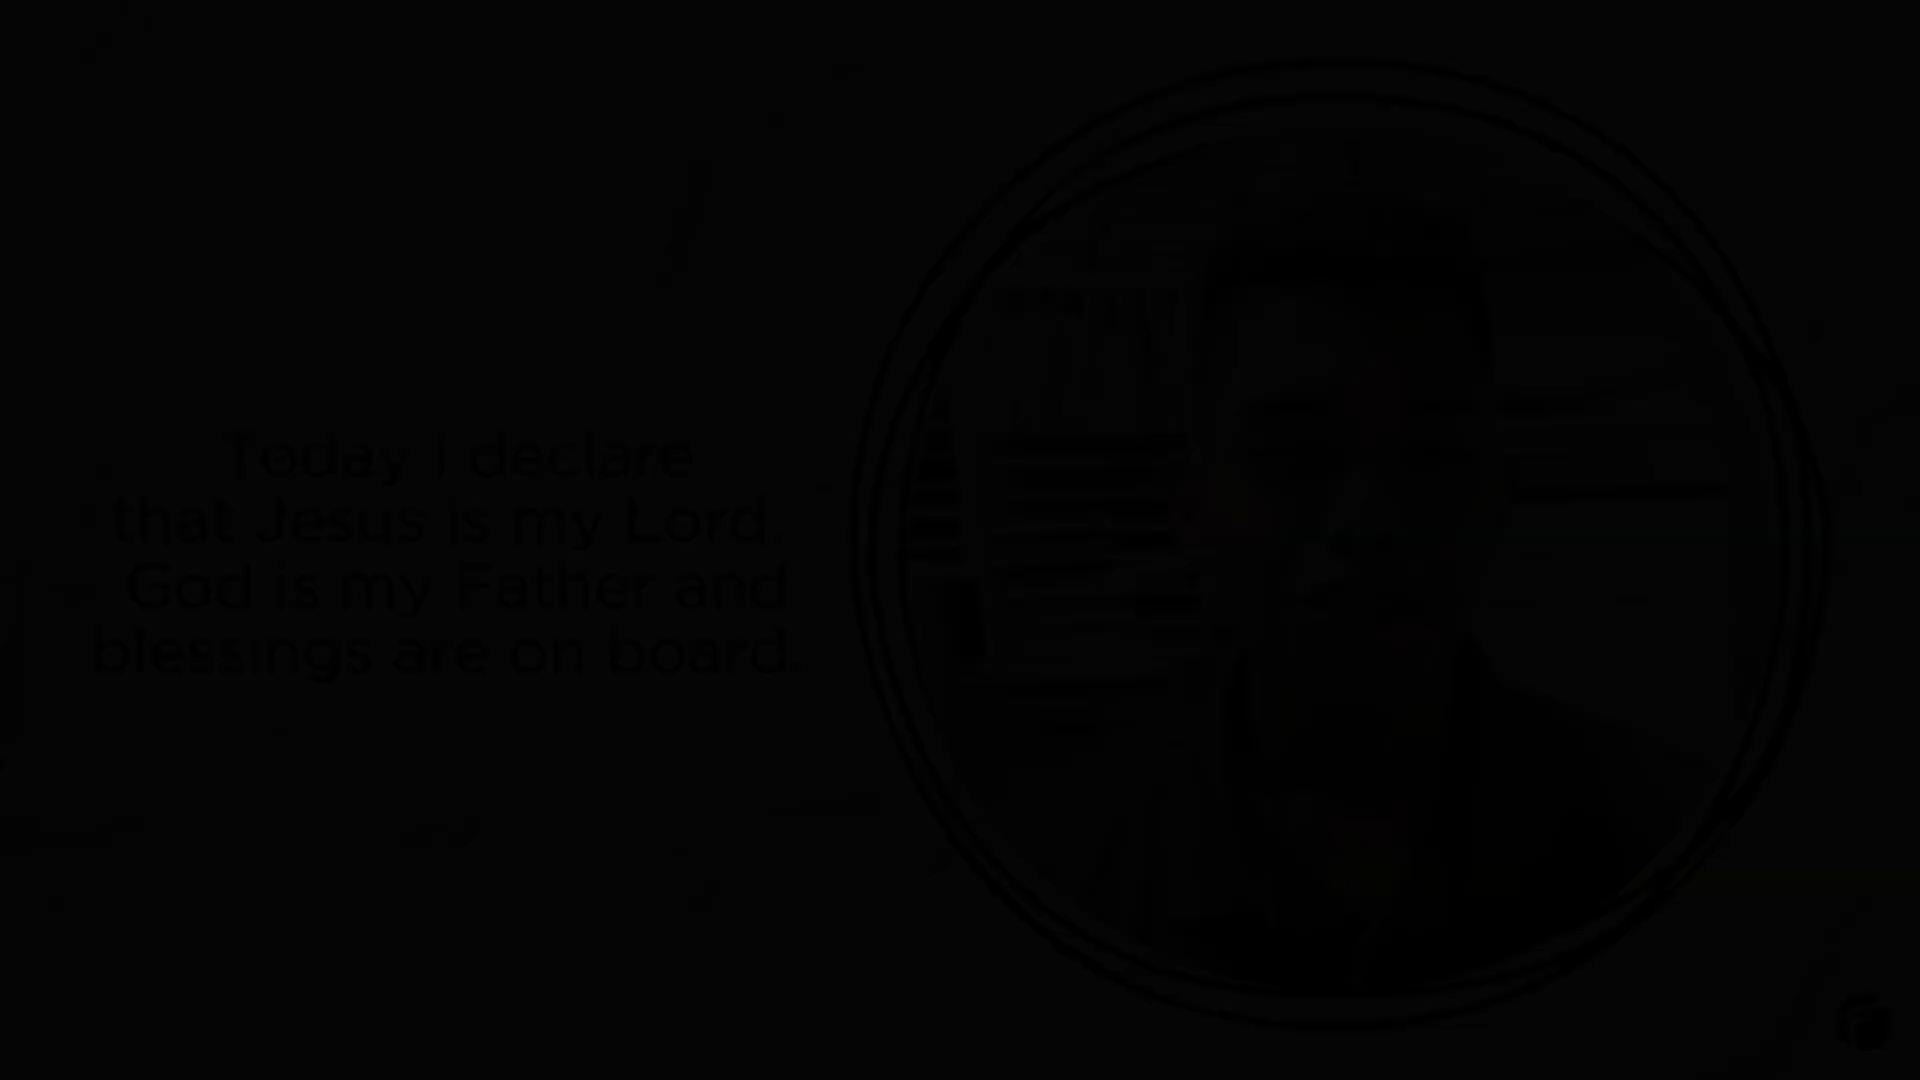 Today I declare
that Jesus is my Lord.
God is my Father and
blessings are on board.